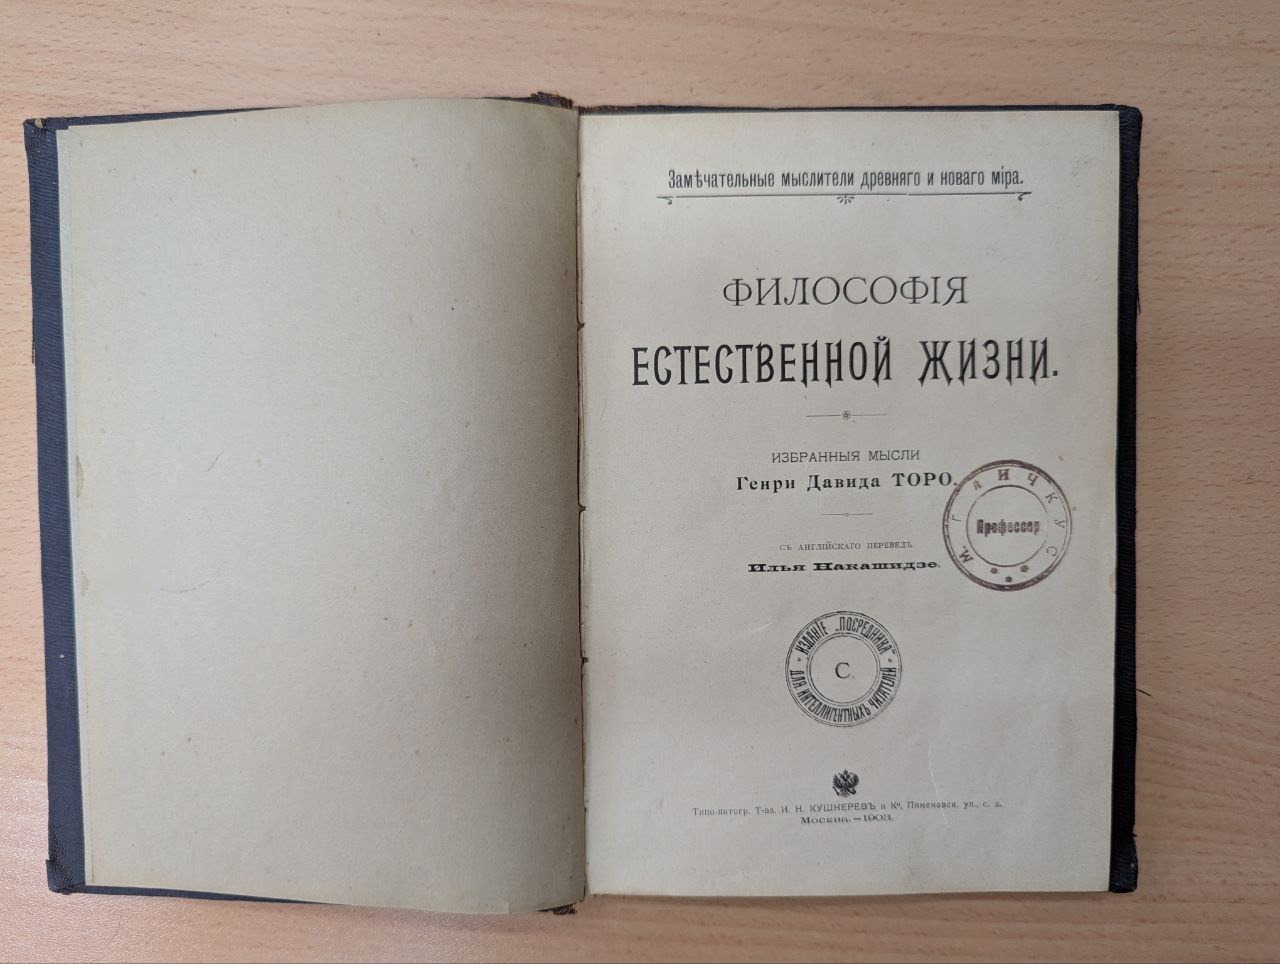 Замѣчательные мыслители древняго и новаго міра.
ФИЛОСОФІЯ
ЕСТЕСТВЕННОЙ ЖИЗНИ.
ИЗБРАННЫЯ МЫСЛИ
Генри Давида ТОРО.
СЪ АНГЛІЙСКАГО ПЕРЕВЕЛЪ
Илья Накашидзе.
Профессор
ИЗДАНІЕ „ПОСРЕДНИКА"
ДЛЯ ИНТЕЛЛИГЕНТНЫХЪ ЧИТАТЕЛЕЙ
С.
Типо-литогр. Т-ва И. Н. КУШНЕРЕВЪ и Ко, Пименовск. ул., с. д.
Москва.—1903.